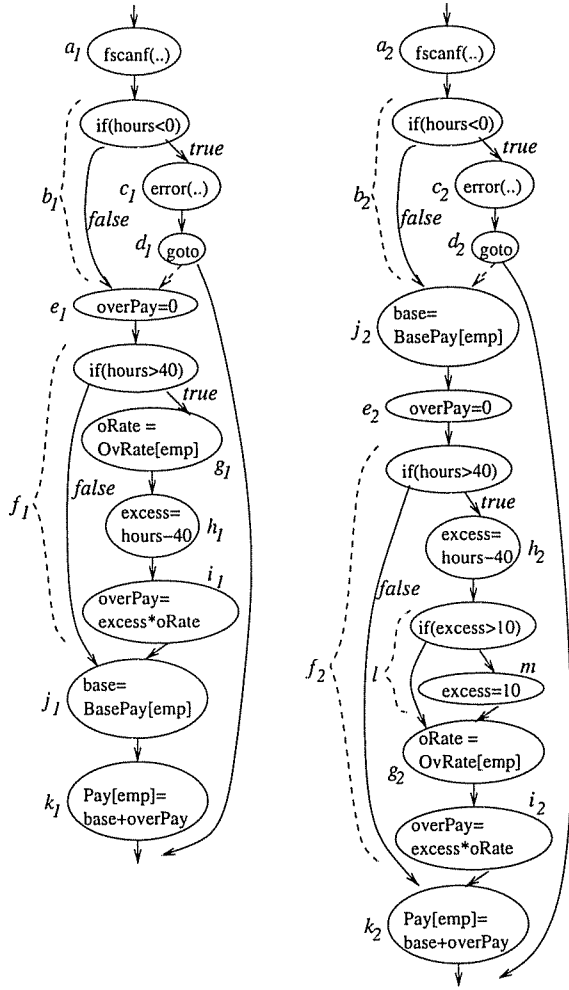 a1
fscanf(..)
if(hours<0)
true
b1
c1
error(..)
false
d1
goto
e1
overPay=0
if(hours>40)
true
oRate =
OvRate[emp]
g1
false
f1
excess=
hours−40
h1
i1
overPay=
excess*oRate
j1
base=
BasePay[emp]
k1
Pay[emp]=
base+overPay
a2
fscanf(..)
if(hours<0)
true
b2
c2
error(..)
false
d2
goto
j2
base=
BasePay[emp]
e2
overPay=0
if(hours>40)
true
excess=
hours−40
h2
false
if(excess>10)
f2
l
m
excess=10
oRate =
OvRate[emp]
g2
i2
overPay=
excess*oRate
k2
Pay[emp]=
base+overPay